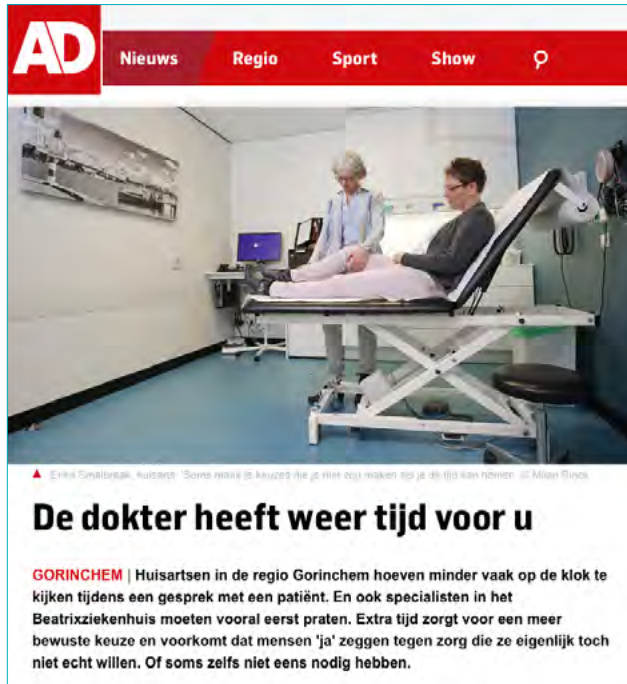 AD
Nieuws Regio Sport Show
huisarts: 'Soms maak je keuzes die je niet zou maken als je de tijd kan nemen. ©
De dokter heeft weer tijd voor u
GORINCHEM | Huisartsen in de regio Gorinchem hoeven minder vaak op de klok te
kijken tijdens een gesprek met een patiënt. En ook specialisten in het
Beatrixziekenhuis moeten vooral eerst praten. Extra tijd zorgt voor een meer
bewuste keuze en voorkomt dat mensen 'ja' zeggen tegen zorg die ze eigenlijk toch
niet echt willen. Of soms zelfs niet eens nodig hebben.